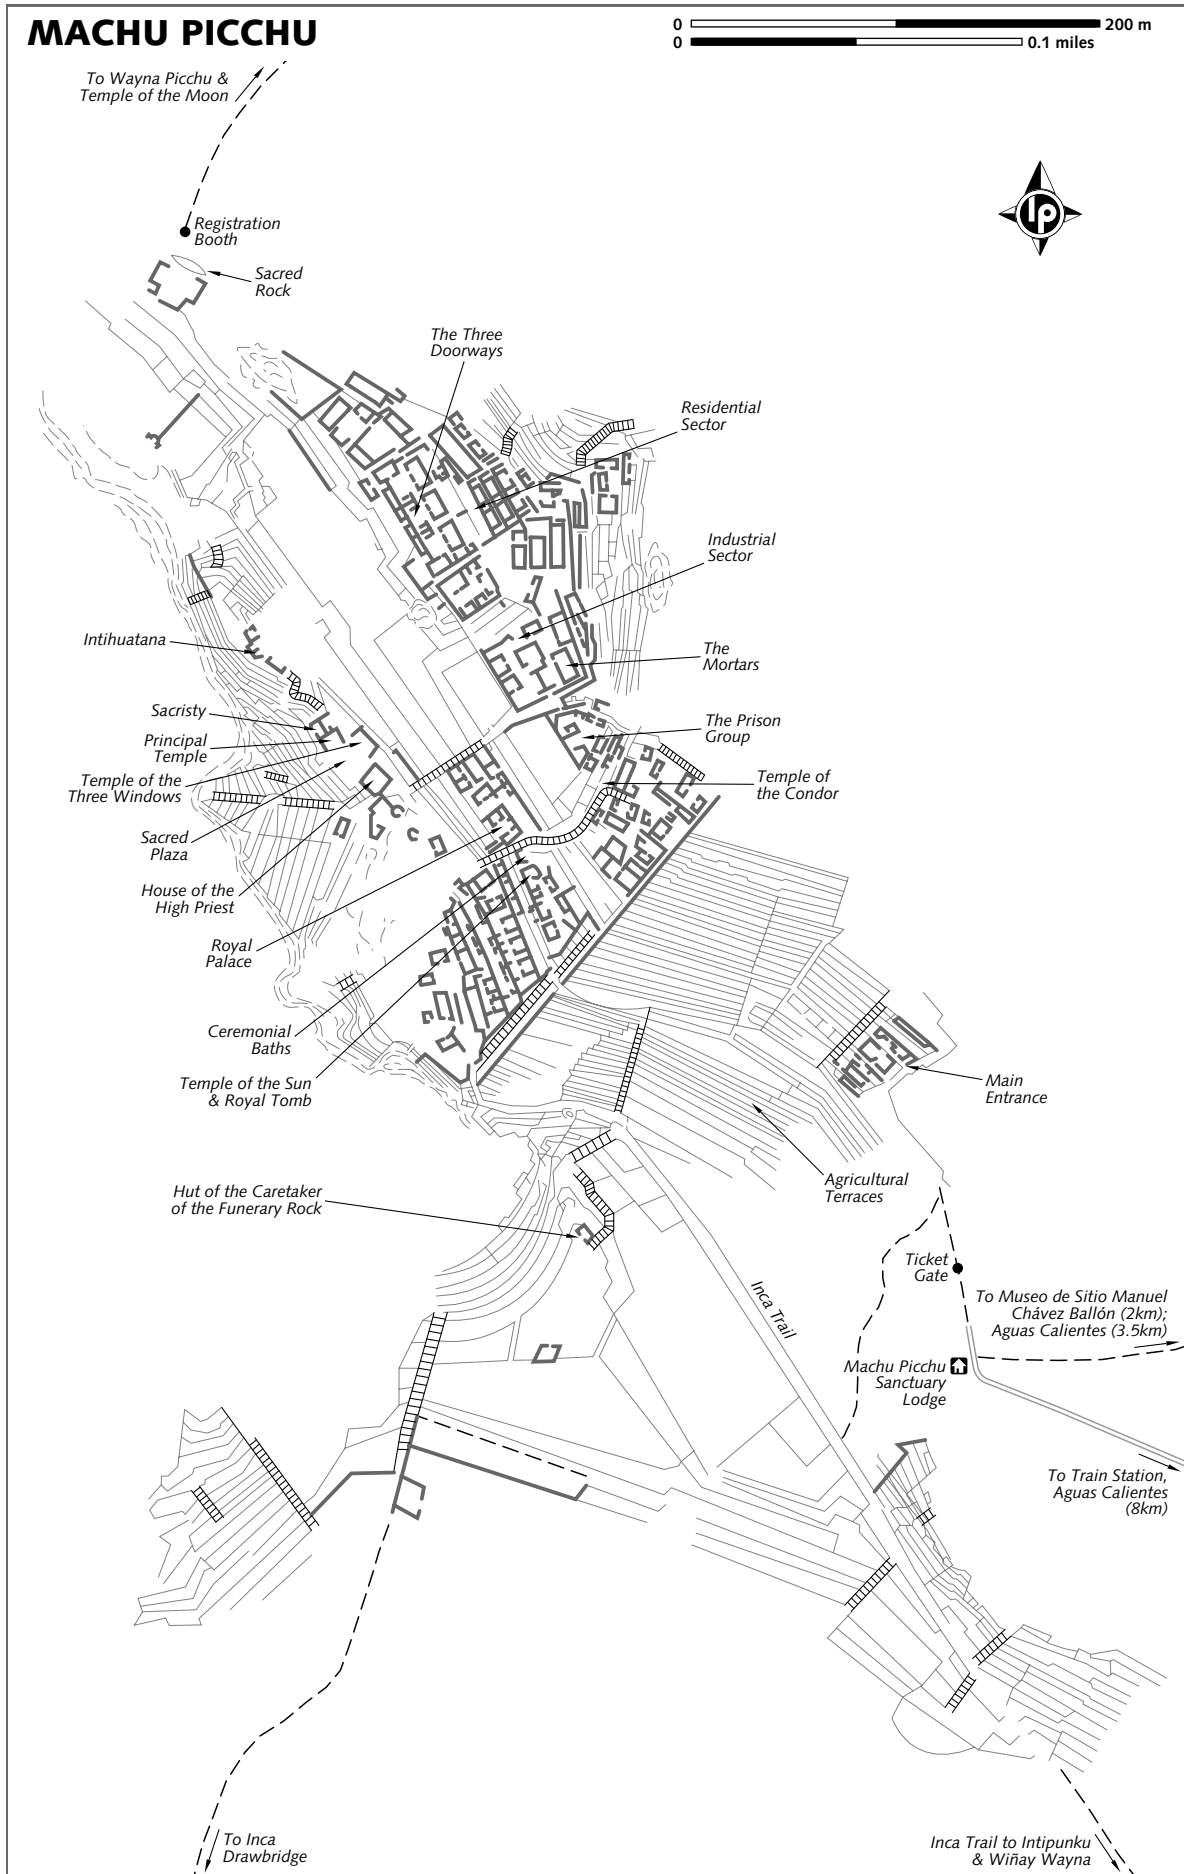 MACHU PICCHU
0 200 m
0 0.1 miles
To Wayna Picchu &
Temple of the Moon
lp
Registration
Booth
Sacred
Rock
The Three
Doorways
Residential
Sector
Industrial
Sector
Intihuatana
The
Mortars
Sacristy
The Prison
Group
Principal
Temple
Temple of the
Three Windows
Temple of
the Condor
Sacred
Plaza
House of the
High Priest
Royal
Palace
Ceremonial
Baths
Temple of the Sun
& Royal Tomb
Main
Entrance
Agricultural
Terraces
Hut of the Caretaker
of the Funerary Rock
Ticket
Gate
Inca Trail
To Museo de Sitio Manuel
Chávez Ballón (2km);
Aguas Calientes (3.5km)
Machu Picchu
Sanctuary
Lodge
To Train Station,
Aguas Calientes
(8km)
To Inca
Drawbridge
Inca Trail to Intipunku
& Wiñay Wayna